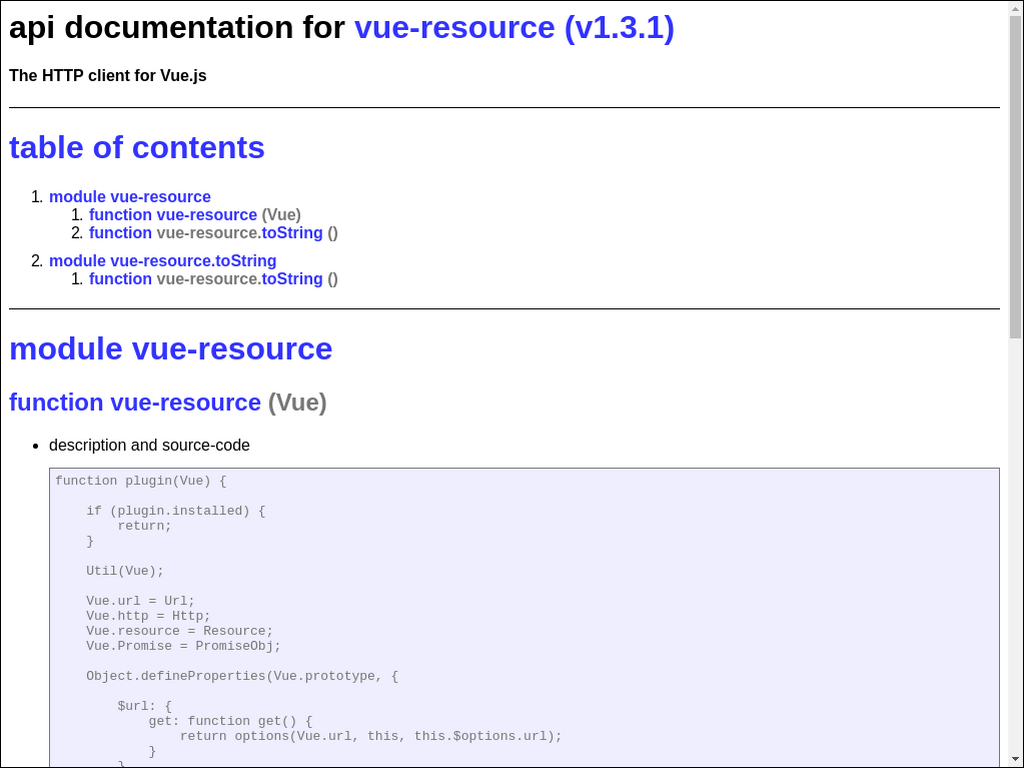 api documentation for vue-resource (v1.3.1)
The HTTP client for Vue.js
table of contents
1. module vue-resource
1. function vue-resource (Vue)
2. function vue-resource.toString ()
2. module vue-resource.toString
1. function vue-resource.toString ()
module vue-resource
function vue-resource (Vue)
• description and source-code
function plugin(Vue) {
    if (plugin.installed) {
        return;
    }
    Util(Vue);
    Vue.url = Url;
    Vue.http = Http;
    Vue.resource = Resource;
    Vue.Promise = PromiseObj;
    Object.defineProperties(Vue.prototype, {
        $url: {
            get: function get() {
                return options(Vue.url, this, this.$options.url);
            }
        }